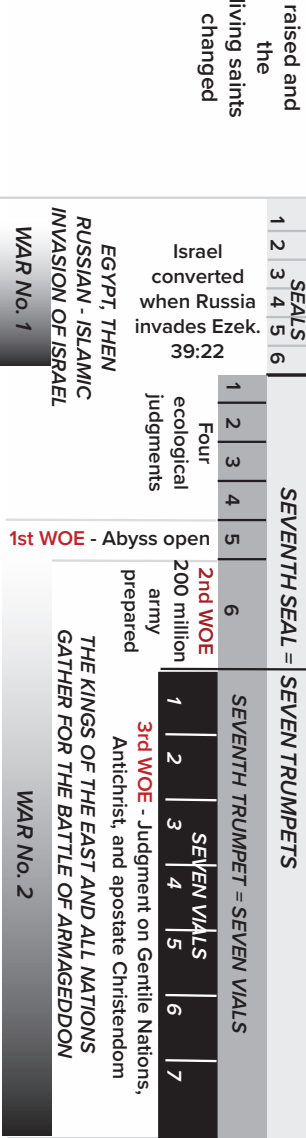 raised and
the
living saints
changed
1 2 3 4 5 6
SEALS
SEVENTH SEAL = SEVEN TRUMPETS
1 2 3 4 5 6
SEVENTH TRUMPET = SEVEN VIALS
Israel
converted
when Russia
invades Ezek.
39:22
EGYPT, THEN
RUSSIAN - ISLAMIC
INVASION OF ISRAEL
WAR No. 1
Four
ecological
judgments
1st WOE - Abyss open
2nd WOE
200 million
army
prepared
SEVEN VIALS
1 2 3 4 5 6 7
3rd WOE - Judgment on Gentile Nations,
Antichrist, and apostate Christendom
THE KINGS OF THE EAST AND ALL NATIONS
GATHER FOR THE BATTLE OF ARMAGEDDON
WAR No. 2